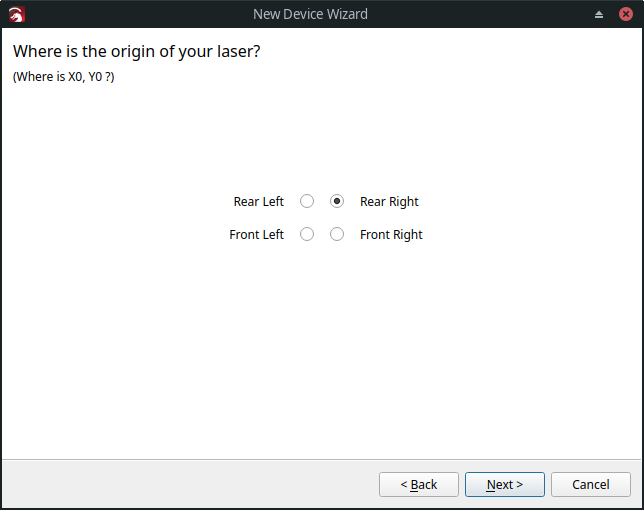 New Device Wizard
Where is the origin of your laser?
(Where is X0, Y0 ?)
Rear Left Rear Right
Front Left Front Right
< Back Next > Cancel